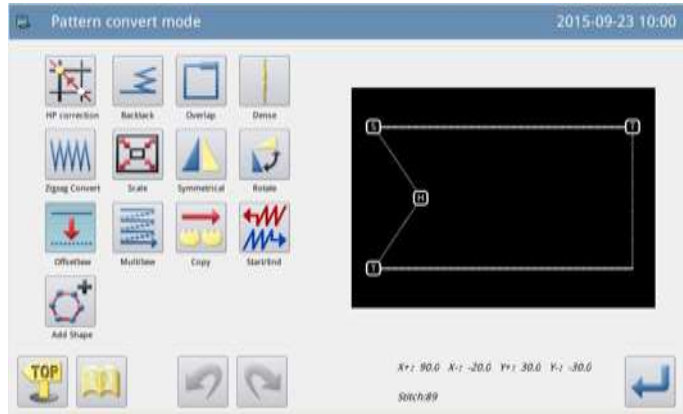 Pattern convert mode 2015-09-23 10:00
HP correction Backtack Overlap Dense
Zigzag Convert Scale Symmetrical Rotate
OffsetSew MultiSew Copy Start/End
Add Shape
S T
H
T
TOP
X+: 90.0 X-: -20.0 Y+: 30.0 Y-: -30.0
Stitch:89